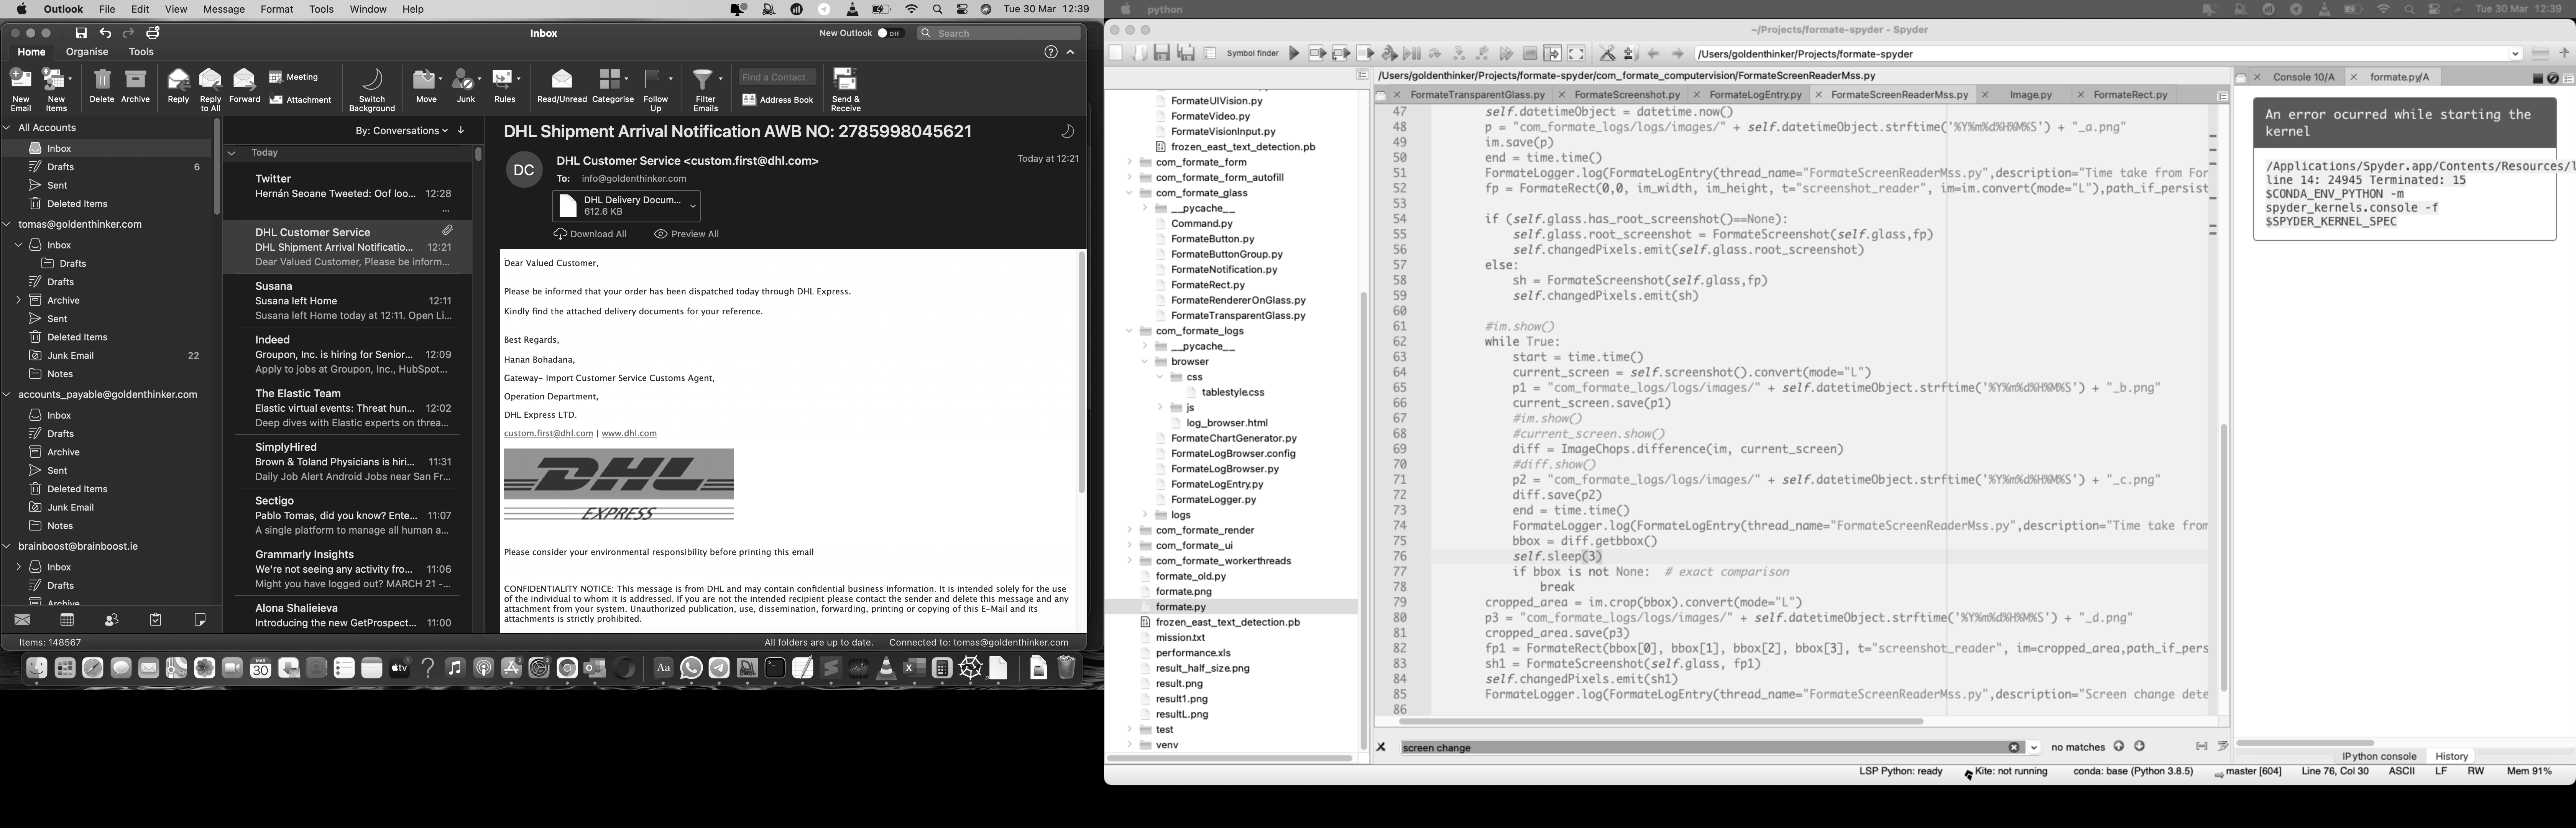 Outlook File Edit View Message Format Tools Window Help Tue 30 Mar 12:39
Inbox
New Outlook Off Search
Home Organise Tools
New Email New Items Delete Archive Reply Reply to All Forward Meeting Attachment Switch Background Move Junk Rules Read/Unread Categorise Follow Up Filter Emails Find a Contact Address Book Send & Receive
All Accounts
Inbox
Drafts 6
Sent
Deleted Items
tomas@goldenthinker.com
Inbox
Drafts
Drafts
Archive
Sent
Deleted Items
Junk Email 22
Notes
accounts_payable@goldenthinker.com
Inbox
Drafts
Archive
Sent
Deleted Items
Junk Email
Notes
brainboost@brainboost.ie
Inbox
Drafts
Archive
By: Conversations
Today
Twitter
Hernán Seoane Tweeted: Oof loo... 12:28
...
DHL Customer Service
DHL Shipment Arrival Notificatio... 12:21
Dear Valued Customer, Please be inform...
Susana
Susana left Home 12:11
Susana left Home today at 12:11. Open Li...
Indeed
Groupon, Inc. is hiring for Senior... 12:09
Apply to jobs at Groupon, Inc., HubSpot...
The Elastic Team
Elastic virtual events: Threat hun... 12:02
Deep dives with Elastic experts on threa...
SimplyHired
Brown & Toland Physicians is hiri... 11:31
Daily Job Alert Android Jobs near San Fr...
Sectigo
Pablo Tomas, did you know? Ente... 11:07
A single platform to manage all human a...
Grammarly Insights
We're not seeing any activity fro... 11:06
Might you have logged out? MARCH 21 -...
Alona Shalieieva
Introducing the new GetProspect... 11:00
DHL Shipment Arrival Notification AWB NO: 2785998045621
DC
DHL Customer Service <custom.first@dhl.com>
Today at 12:21
To: info@goldenthinker.com
DHL Delivery Docum...
612.6 KB
Download All Preview All
Dear Valued Customer,
Please be informed that your order has been dispatched today through DHL Express.
Kindly find the attached delivery documents for your reference.
Best Regards,
Hanan Bohadana,
Gateway- Import Customer Service Customs Agent,
Operation Department,
DHL Express LTD.
custom.first@dhl.com | www.dhl.com
DHL
EXPRESS
Please consider your environmental responsibility before printing this email
CONFIDENTIALITY NOTICE: This message is from DHL and may contain confidential business information. It is intended solely for the use
of the individual to whom it is addressed. If you are not the intended recipient please contact the sender and delete this message and any
attachment from your system. Unauthorized publication, use, dissemination, forwarding, printing or copying of this E-Mail and its
attachments is strictly prohibited.
Items: 148567 All folders are up to date. Connected to: tomas@goldenthinker.com
MAR 30
tv
Aa
python Tue 30 Mar 12:39
~/Projects/formate-spyder - Spyder
Symbol finder /Users/goldenthinker/Projects/formate-spyder
FormateUIVision.py
FormateVideo.py
FormateVisionInput.py
frozen_east_text_detection.pb
com_formate_form
com_formate_form_autofill
com_formate_glass
__pycache__
Command.py
FormateButton.py
FormateButtonGroup.py
FormateNotification.py
FormateRect.py
FormateRendererOnGlass.py
FormateTransparentGlass.py
com_formate_logs
__pycache__
browser
css
tablestyle.css
js
log_browser.html
FormateChartGenerator.py
FormateLogBrowser.config
FormateLogBrowser.py
FormateLogEntry.py
FormateLogger.py
logs
com_formate_render
com_formate_ui
com_formate_workerthreads
formate_old.py
formate.png
formate.py
frozen_east_text_detection.pb
mission.txt
performance.xls
result_half_size.png
result.png
result1.png
resultL.png
test
venv
/Users/goldenthinker/Projects/formate-spyder/com_formate_computervision/FormateScreenReaderMss.py
FormateTransparentGlass.py FormateScreenshot.py FormateLogEntry.py FormateScreenReaderMss.py Image.py FormateRect.py
47 self.datetimeObject = datetime.now()
48 p = "com_formate_logs/logs/images/" + self.datetimeObject.strftime('%Y%m%d%H%M%S') + "_a.png"
49 im.save(p)
50 end = time.time()
51 FormateLogger.log(FormateLogEntry(thread_name="FormateScreenReaderMss.py",description="Time take from For
52 fp = FormateRect(0,0, im_width, im_height, t="screenshot_reader", im=im.convert(mode="L"),path_if_persist
53
54 if (self.glass.has_root_screenshot()==None):
55 self.glass.root_screenshot = FormateScreenshot(self.glass,fp)
56 self.changedPixels.emit(self.glass.root_screenshot)
57 else:
58 sh = FormateScreenshot(self.glass,fp)
59 self.changedPixels.emit(sh)
60
61 #im.show()
62 while True:
63 start = time.time()
64 current_screen = self.screenshot().convert(mode="L")
65 p1 = "com_formate_logs/logs/images/" + self.datetimeObject.strftime('%Y%m%d%H%M%S') + "_b.png"
66 current_screen.save(p1)
67 #im.show()
68 #current_screen.show()
69 diff = ImageChops.difference(im, current_screen)
70 #diff.show()
71 p2 = "com_formate_logs/logs/images/" + self.datetimeObject.strftime('%Y%m%d%H%M%S') + "_c.png"
72 diff.save(p2)
73 end = time.time()
74 FormateLogger.log(FormateLogEntry(thread_name="FormateScreenReaderMss.py",description="Time take from
75 bbox = diff.getbbox()
76 self.sleep(3)
77 if bbox is not None: # exact comparison
78 break
79 cropped_area = im.crop(bbox).convert(mode="L")
80 p3 = "com_formate_logs/logs/images/" + self.datetimeObject.strftime('%Y%m%d%H%M%S') + "_d.png"
81 cropped_area.save(p3)
82 fp1 = FormateRect(bbox[0], bbox[1], bbox[2], bbox[3], t="screenshot_reader", im=cropped_area,path_if_pers
83 sh1 = FormateScreenshot(self.glass, fp1)
84 self.changedPixels.emit(sh1)
85 FormateLogger.log(FormateLogEntry(thread_name="FormateScreenReaderMss.py",description="Screen change dete
86
screen change no matches
Console 10/A formate.py/A
An error ocurred while starting the
kernel
/Applications/Spyder.app/Contents/Resources/l
line 14: 24945 Terminated: 15
$CONDA_ENV_PYTHON -m
spyder_kernels.console -f
$SPYDER_KERNEL_SPEC
IPython console History
LSP Python: ready Kite: not running conda: base (Python 3.8.5) master [604] Line 76, Col 30 ASCII LF RW Mem 91%